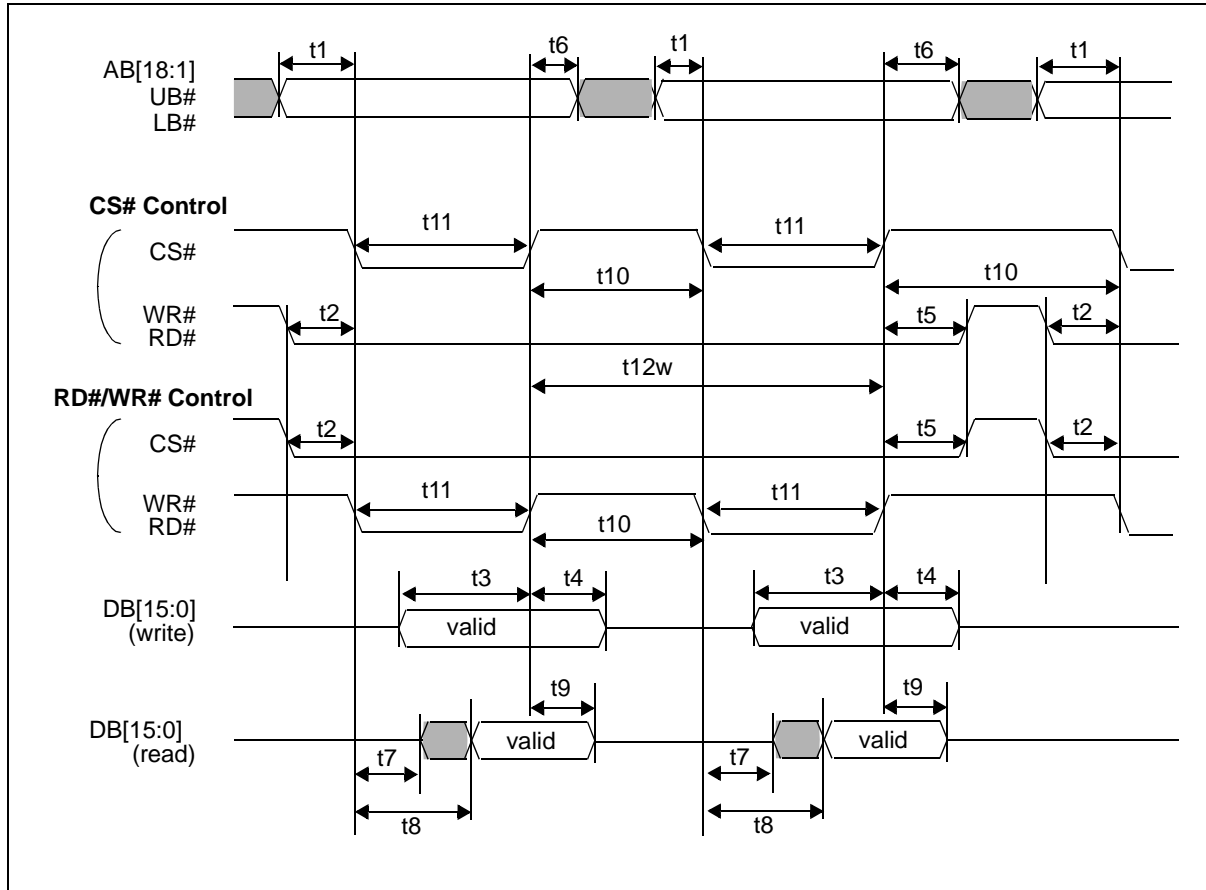 t1 t6 t1 t6 t1
AB[18:1]
UB#
LB#
CS# Control
t11 t11
CS#
t10 t10
WR#
RD#
t2 t5 t2
t12w
RD#/WR# Control
t2 t5 t2
CS#
t11 t11
WR#
RD#
t10
t3 t4 t3 t4
DB[15:0]
(write)
valid valid
t9 t9
DB[15:0]
(read)
valid valid
t7 t7
t8 t8